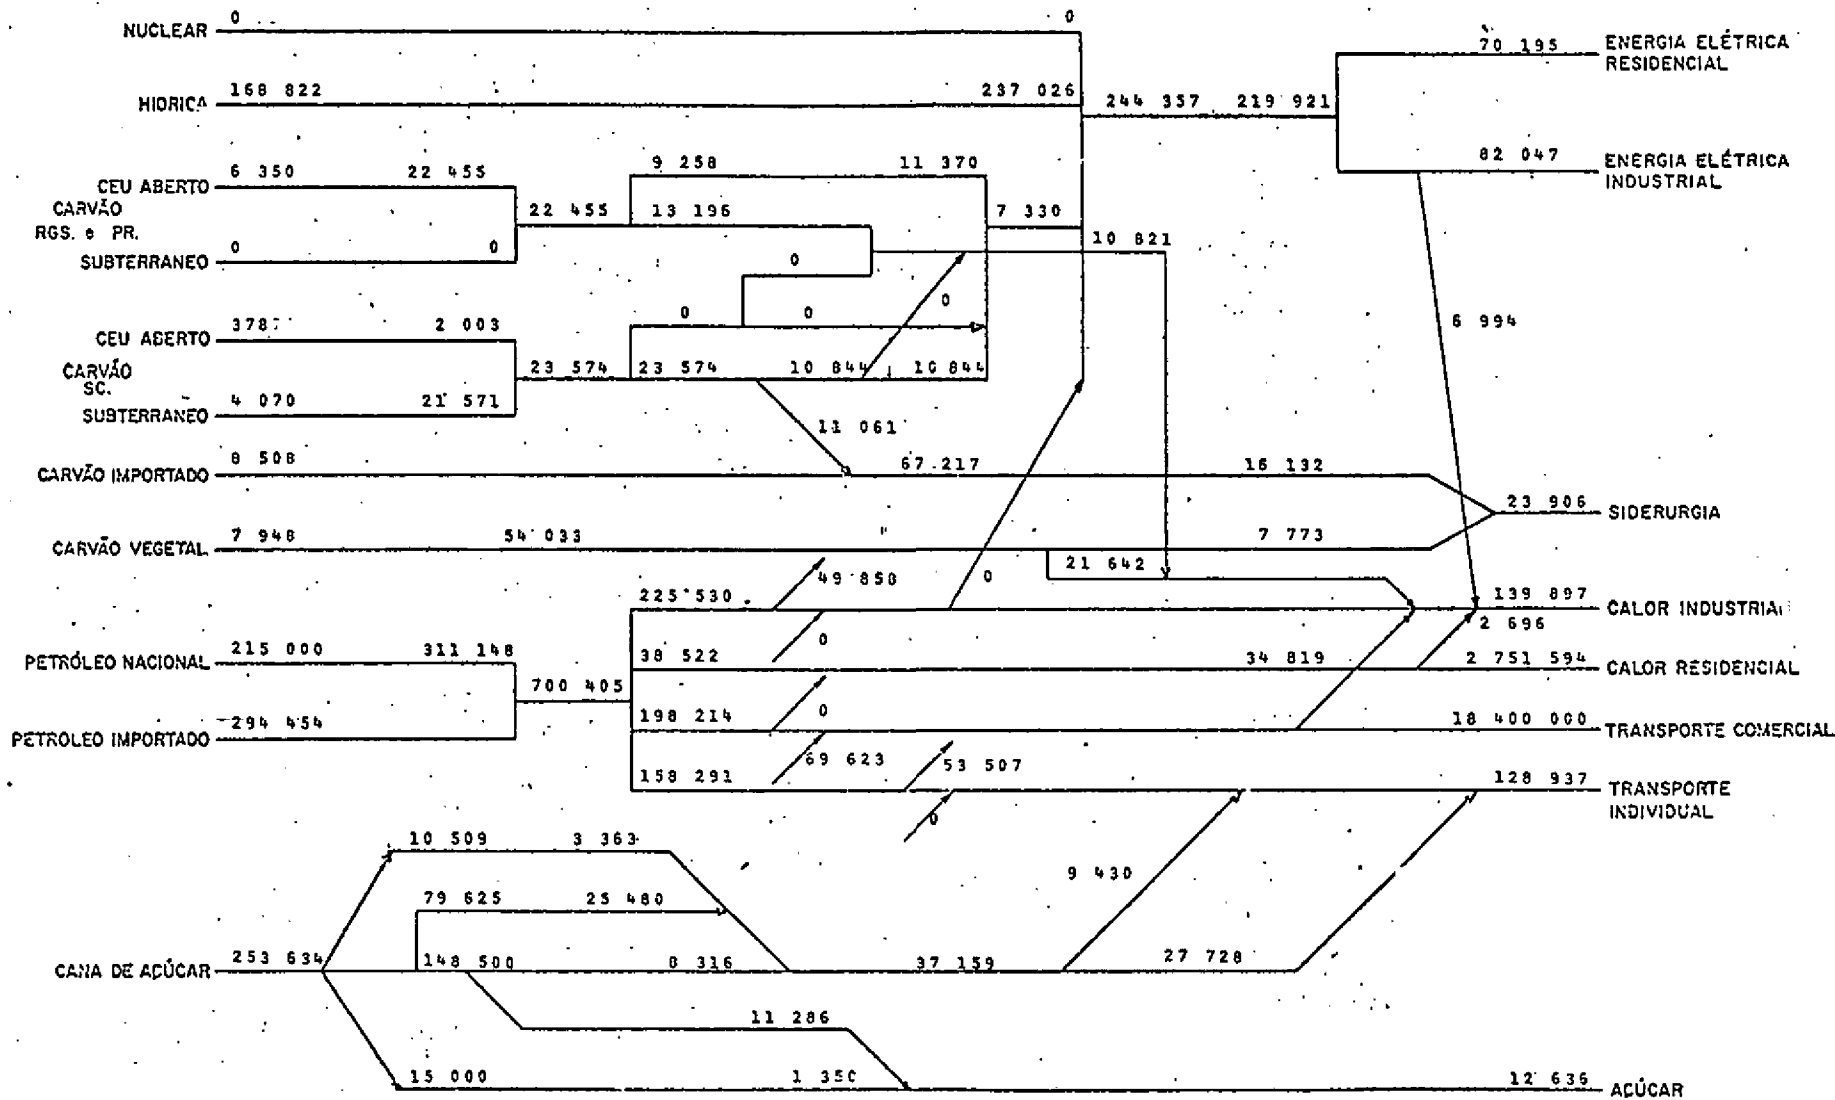 0 0
NUCLEAR
70 195 ENERGIA ELÉTRICA
RESIDENCIAL
168 822 237 026
HIDRICA
244 357 219 921
9 258 11 370
82 047 ENERGIA ELÉTRICA
INDUSTRIAL
6 350 22 455
CEU ABERTO
CARVÃO
RGS. e PR.
22 455 13 196 7 330
0 0
SUBTERRANEO
10 821
0
0
0 0
378 2 003
CEU ABERTO
6 994
CARVÃO
SC.
23 574 23 574 10 844 10 844
4 070 21 571
SUBTERRANEO
11 061
8 508 67 217 16 132
CARVÃO IMPORTADO
23 906
SIDERURGIA
7 948 54 033 7 773
CARVÃO VEGETAL
49 850 0 21 642
225 530 139 897
CALOR INDUSTRIAL
2 696
0
215 000 311 148 38 522 34 819 2 751 594
PETRÓLEO NACIONAL CALOR RESIDENCIAL
700 405
0
294 454 198 214 18 400 000
PETROLEO IMPORTADO TRANSPORTE COMERCIAL
69 623 53 507
158 291 128 937
TRANSPORTE
INDIVIDUAL
0
10 509 3 363
9 430
79 625 25 480
253 634 148 500 8 316 37 159 27 728
CANA DE AÇÚCAR
11 286
15 000 1 350 12 636
AÇÚCAR